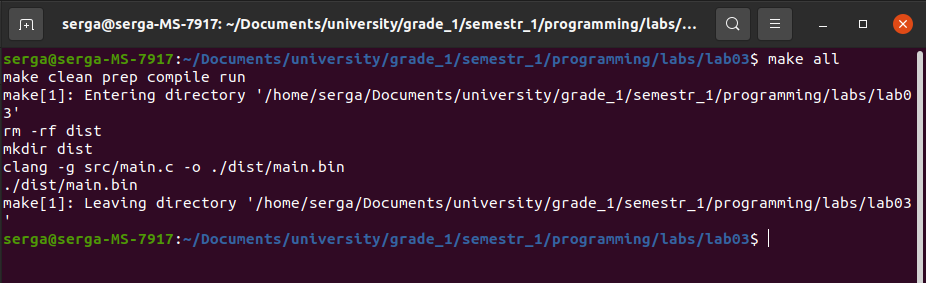 serga@serga-MS-7917: ~/Documents/university/grade_1/semestr_1/programming/labs/...
serga@serga-MS-7917:~/Documents/university/grade_1/semestr_1/programming/labs/lab03$ make all
make clean prep compile run
make[1]: Entering directory '/home/serga/Documents/university/grade_1/semestr_1/programming/labs/lab0
3'
rm -rf dist
mkdir dist
clang -g src/main.c -o ./dist/main.bin
./dist/main.bin
make[1]: Leaving directory '/home/serga/Documents/university/grade_1/semestr_1/programming/labs/lab03
'
serga@serga-MS-7917:~/Documents/university/grade_1/semestr_1/programming/labs/lab03$